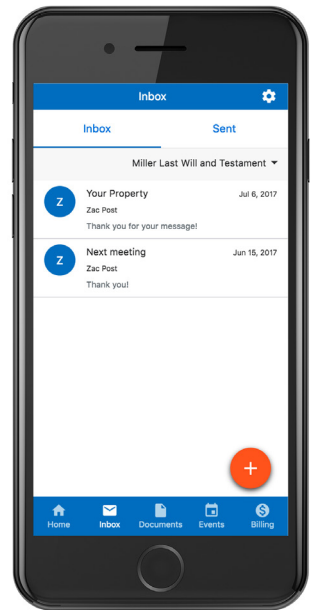 Inbox
Inbox Sent
Miller Last Will and Testament
Z
Your Property Jul 6, 2017
Zac Post
Thank you for your message!
Z
Next meeting Jun 15, 2017
Zac Post
Thank you!
Home Inbox Documents Events Billing